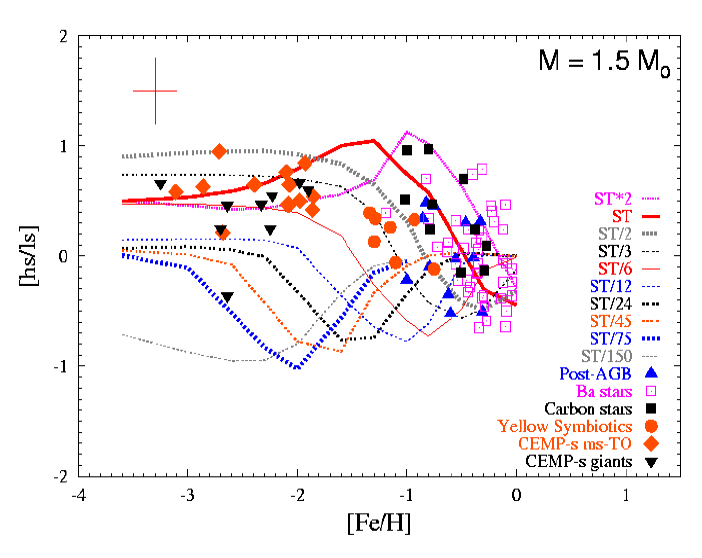 M = 1.5 Mo
2
1
0
-1
-2
[hs/ls]
ST*2
ST
ST/2
ST/3
ST/6
ST/12
ST/24
ST/45
ST/75
ST/150
Post-AGB
Ba stars
Carbon stars
Yellow Symbiotics
CEMP-s ms-TO
CEMP-s giants
-4 -3 -2 -1 0 1
[Fe/H]